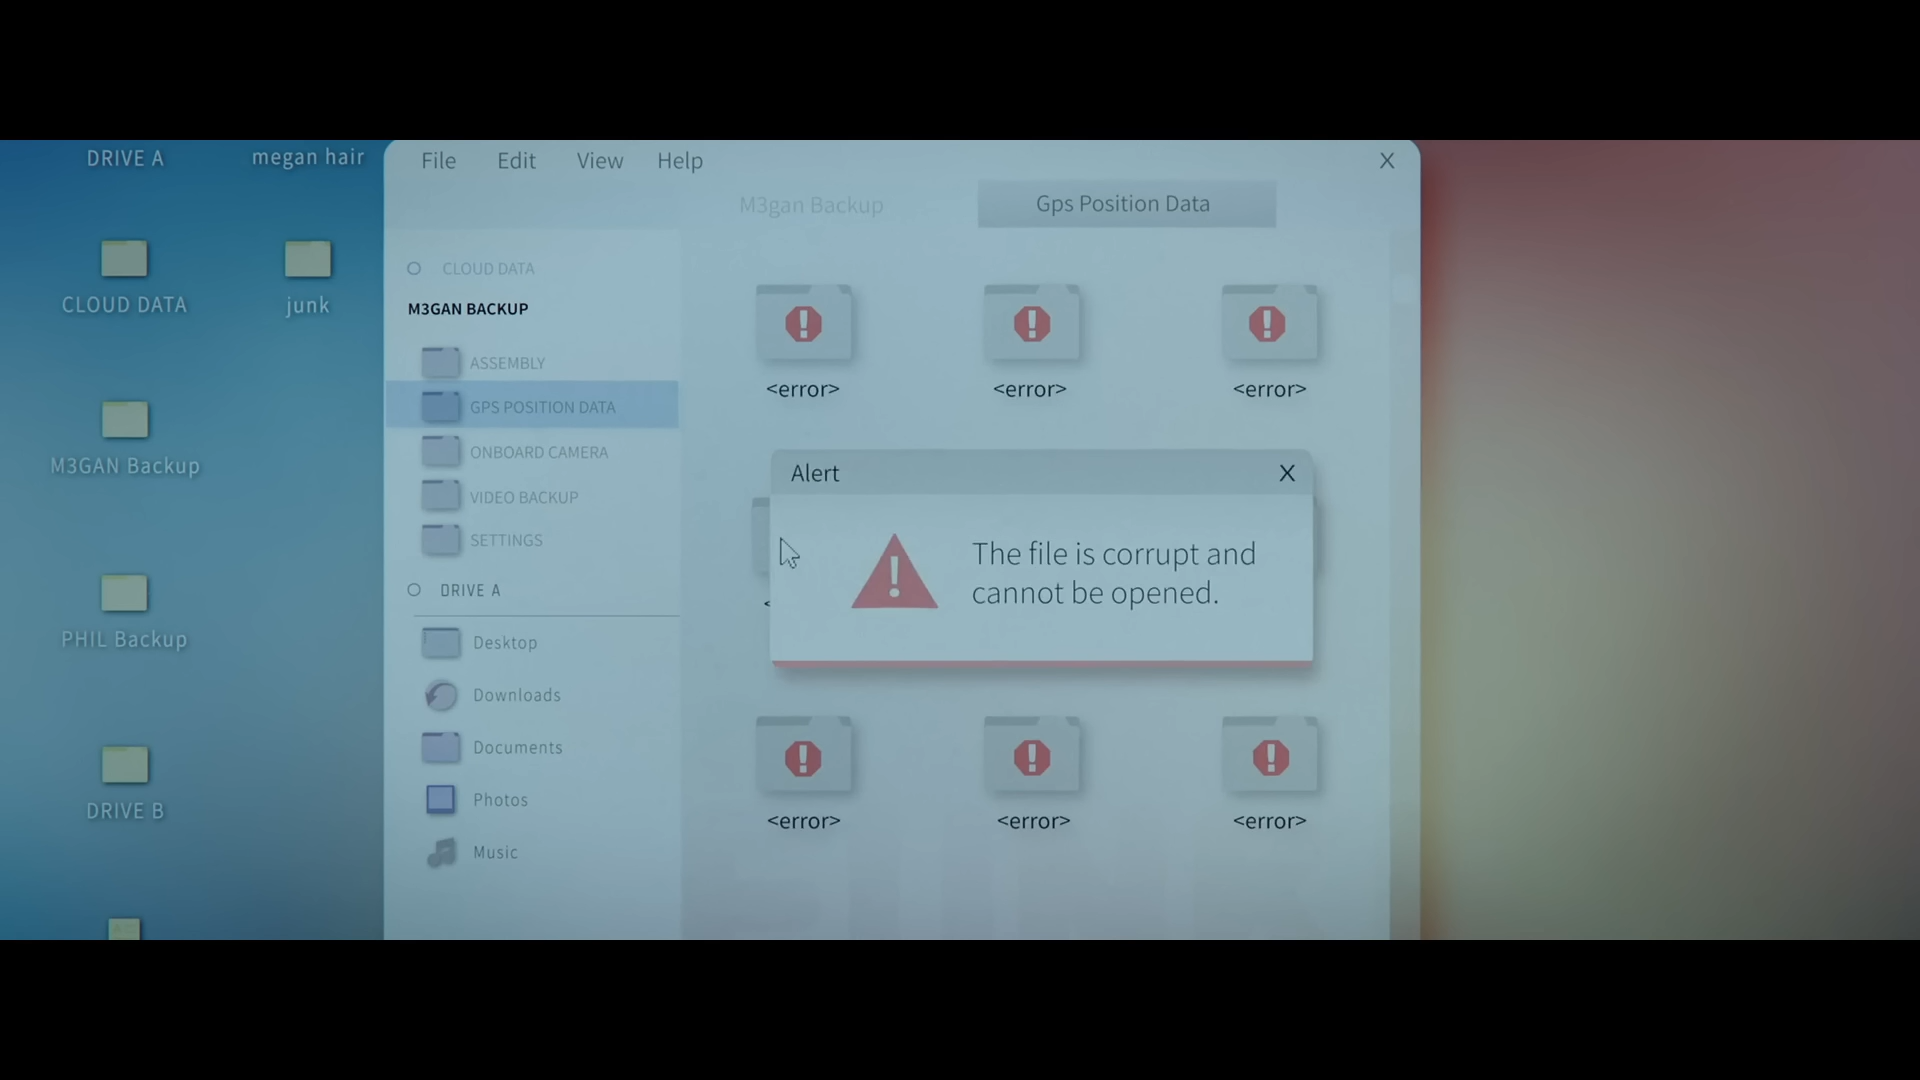 DRIVE A
megan hair
CLOUD DATA
junk
M3GAN Backup
PHIL Backup
DRIVE B
File Edit View Help X
M3gan Backup
Gps Position Data
CLOUD DATA
M3GAN BACKUP
ASSEMBLY
GPS POSITION DATA
ONBOARD CAMERA
VIDEO BACKUP
SETTINGS
DRIVE A
Desktop
Downloads
Documents
Photos
Music
<error> <error> <error>
Alert X
The file is corrupt and
cannot be opened.
<error> <error> <error>